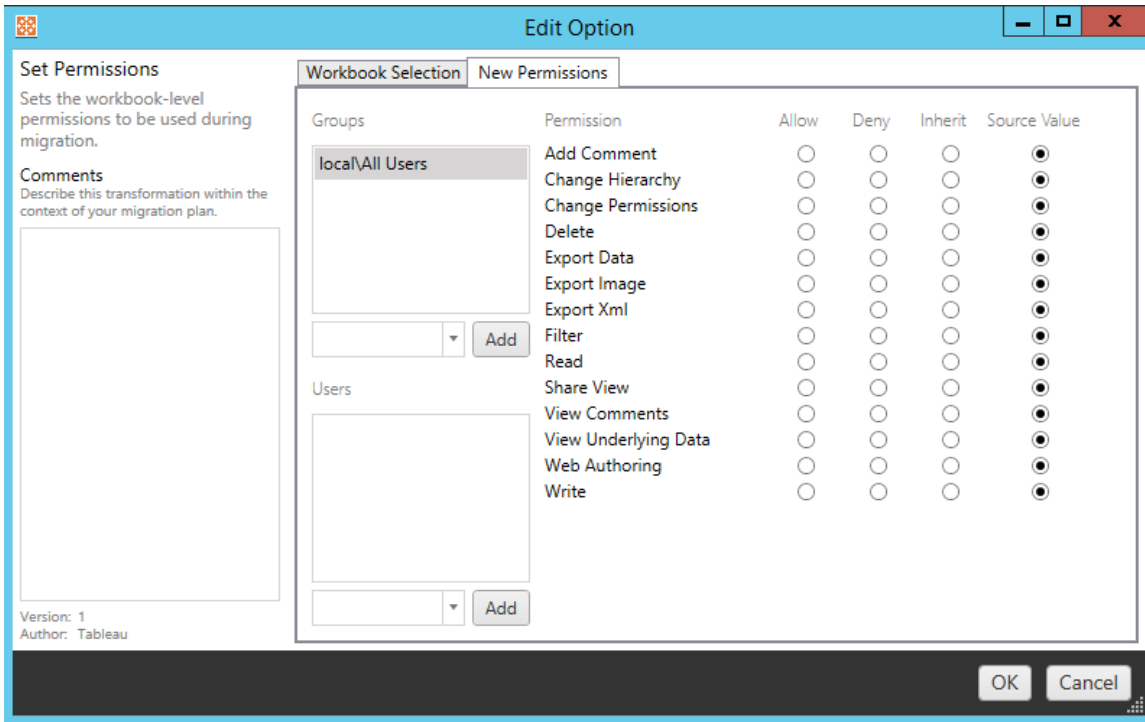 Edit Option
Set Permissions
Sets the workbook-level
permissions to be used during
migration.
Comments
Describe this transformation within the
context of your migration plan.
Version: 1
Author: Tableau
Workbook Selection
New Permissions
Groups
local\All Users
Add
Users
Add
Permission Allow Deny Inherit Source Value
Add Comment
Change Hierarchy
Change Permissions
Delete
Export Data
Export Image
Export Xml
Filter
Read
Share View
View Comments
View Underlying Data
Web Authoring
Write
OK
Cancel